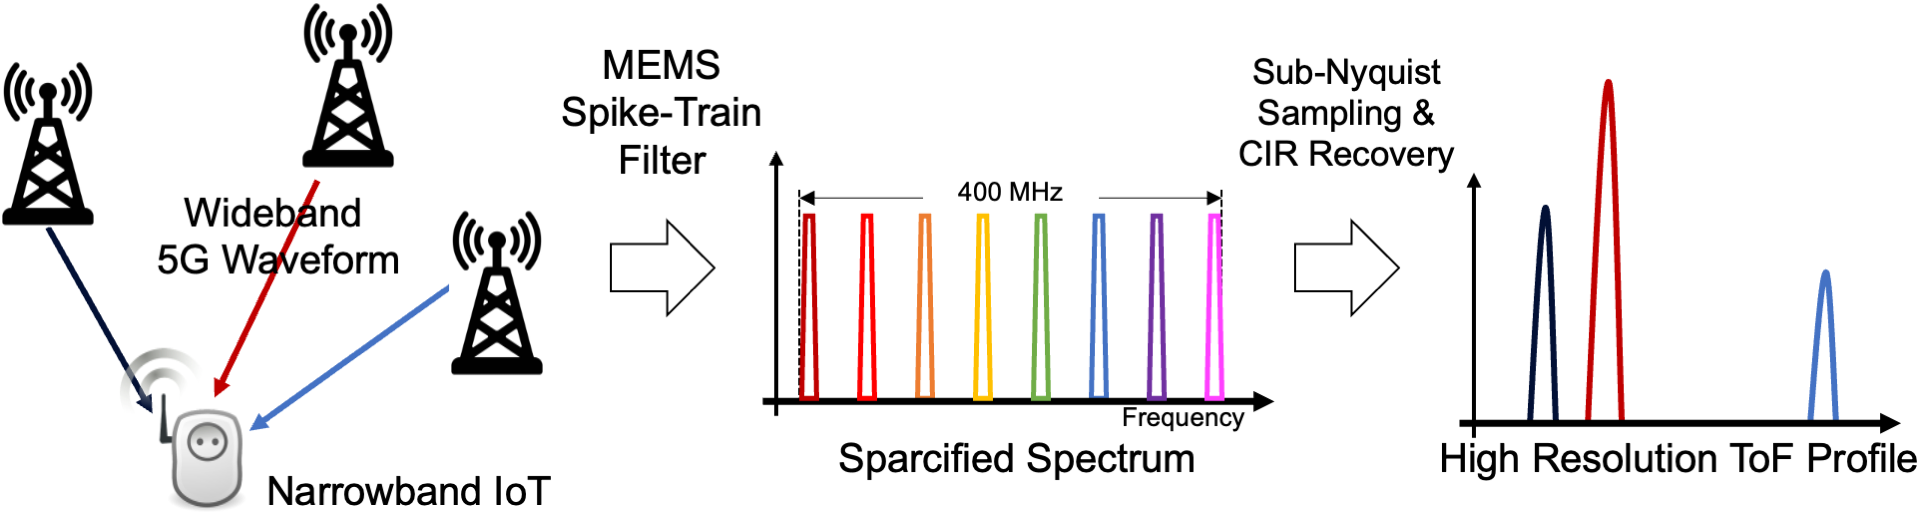 Wideband
5G Waveform
Narrowband IoT
MEMS
Spike-Train
Filter
400 MHz
Frequency
Sparcified Spectrum
Sub-Nyquist
Sampling &
CIR Recovery
High Resolution ToF Profile